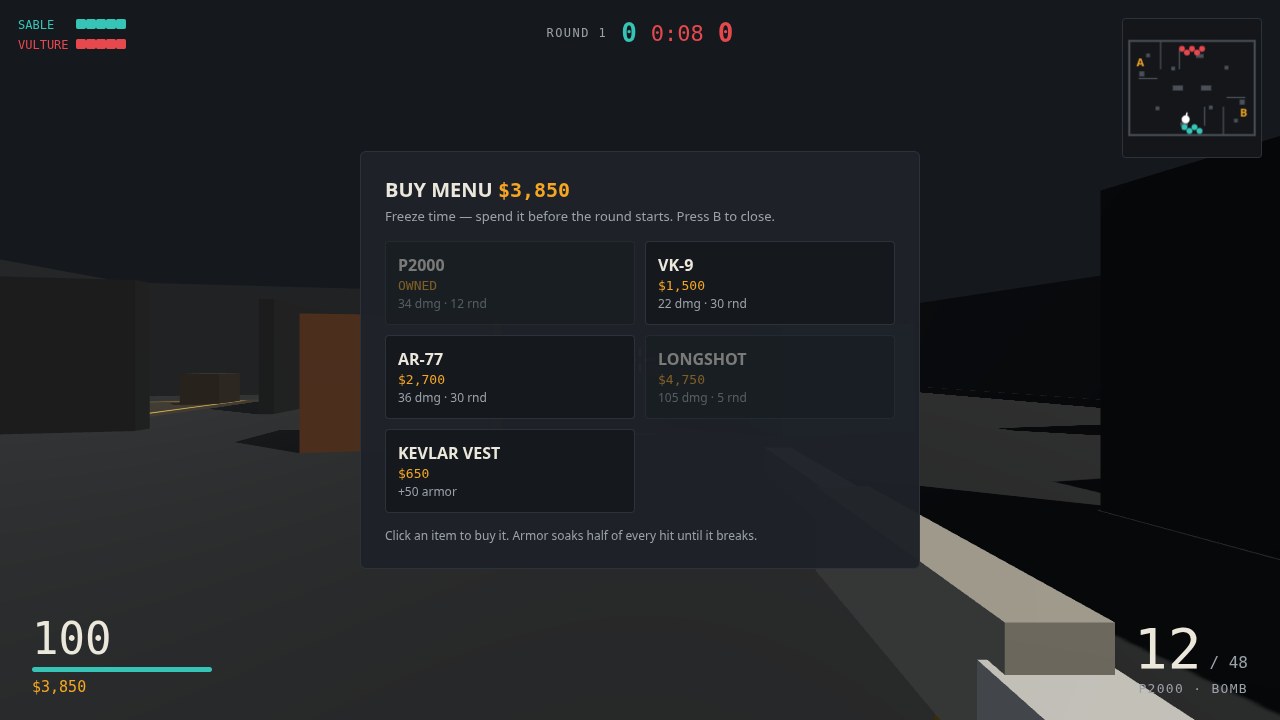 SABLE
VULTURE
ROUND 1 0 0:08 0
A
B
BUY MENU $3,850
Freeze time — spend it before the round starts. Press B to close.
P2000
OWNED
34 dmg · 12 rnd
VK-9
$1,500
22 dmg · 30 rnd
AR-77
$2,700
36 dmg · 30 rnd
LONGSHOT
$4,750
105 dmg · 5 rnd
KEVLAR VEST
$650
+50 armor
Click an item to buy it. Armor soaks half of every hit until it breaks.
100
$3,850
12 / 48
P2000 · BOMB